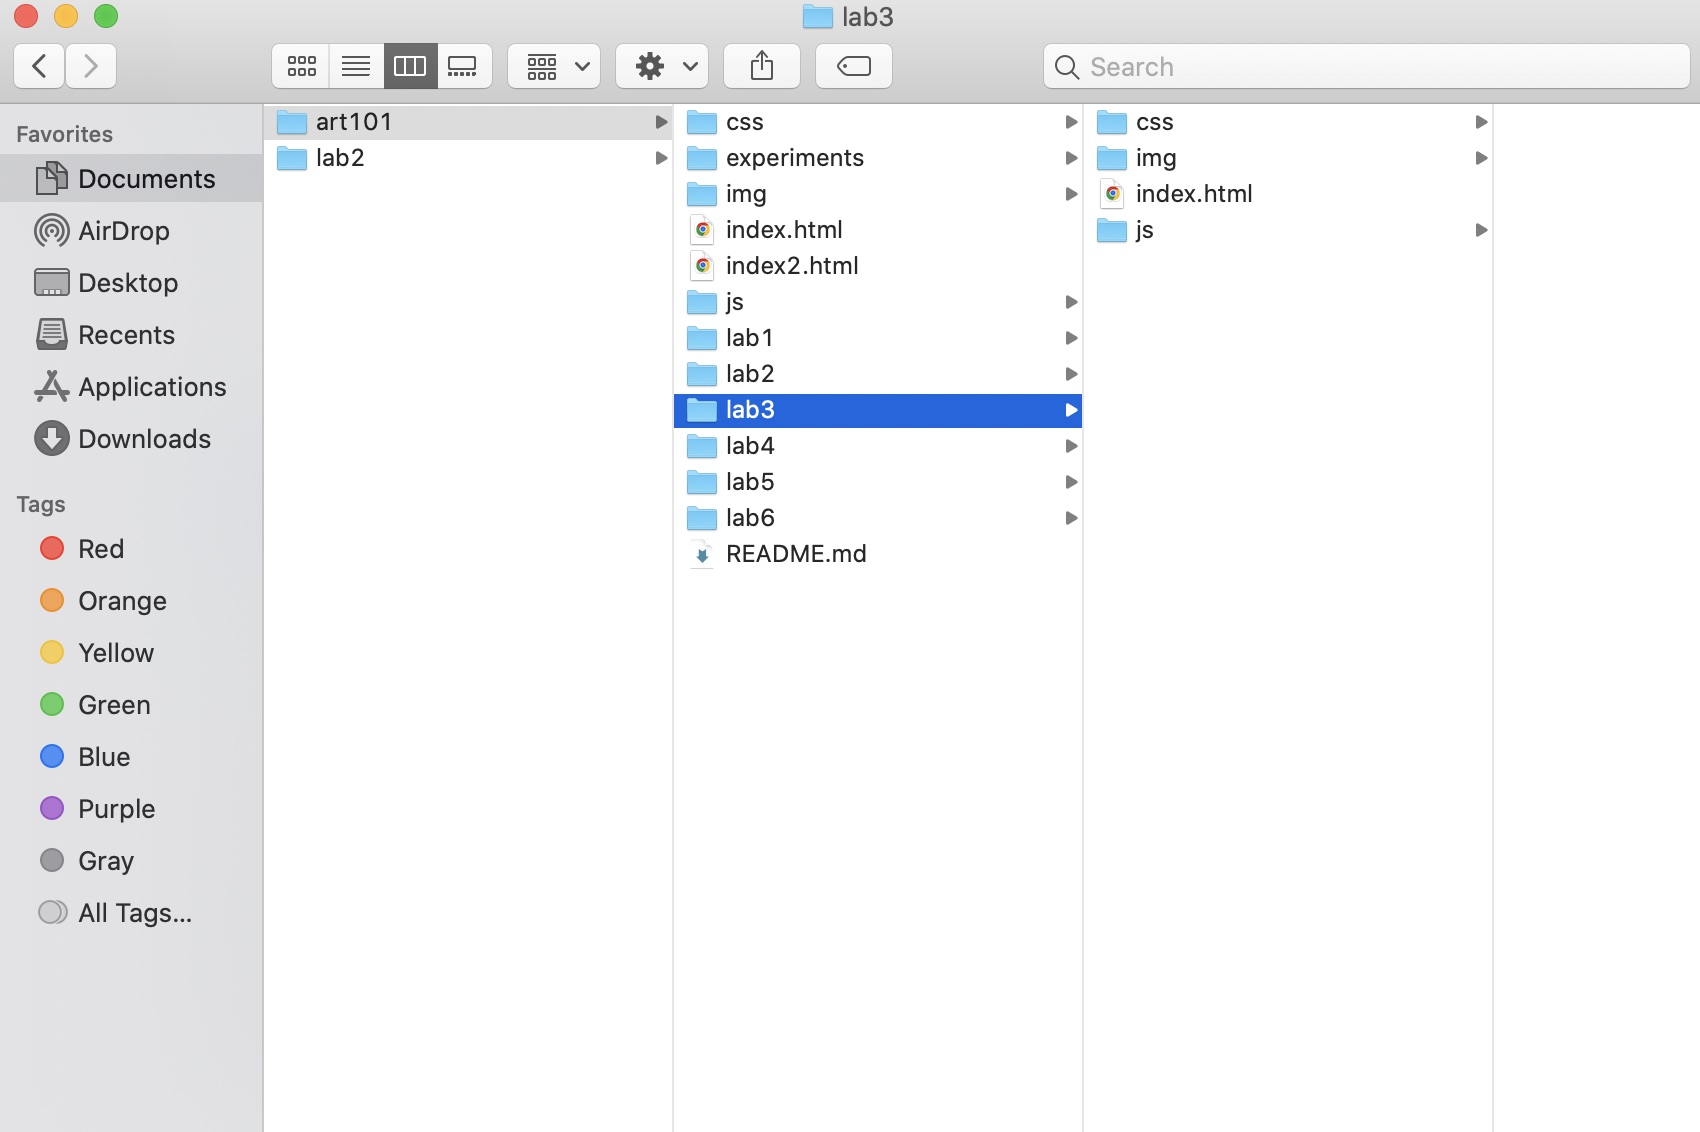 lab3
Search
Favorites
Documents
AirDrop
Desktop
Recents
Applications
Downloads
Tags
Red
Orange
Yellow
Green
Blue
Purple
Gray
All Tags...
art101
lab2
css
experiments
img
index.html
index2.html
js
lab1
lab2
lab3
lab4
lab5
lab6
README.md
css
img
index.html
js